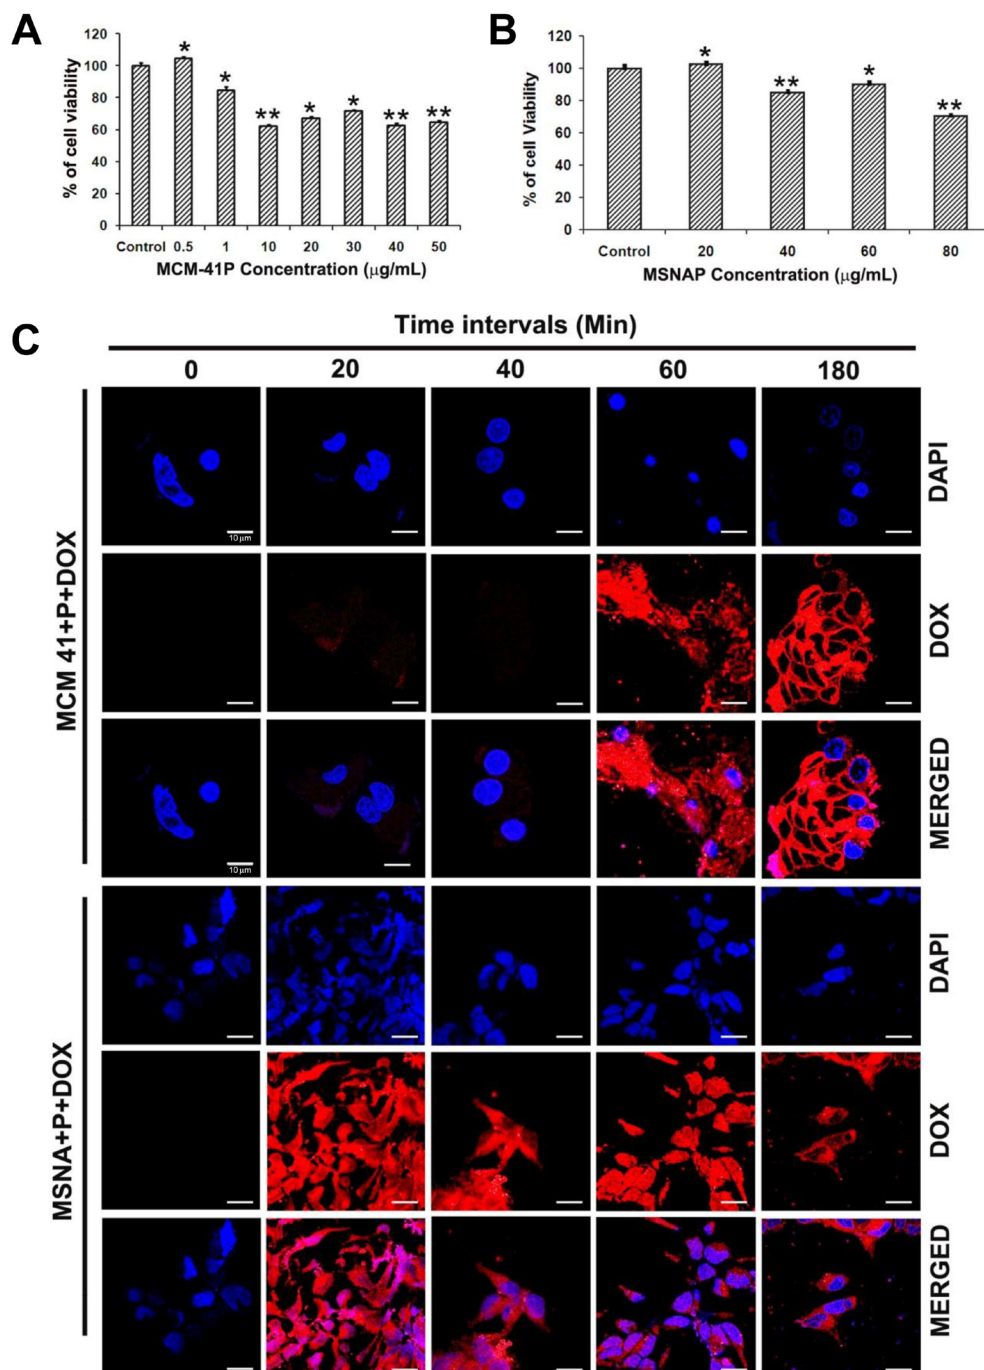 A
120
100
80
60
40
20
0
% of cell viability
*
*
**
*
*
**
**
Control 0.5 1 10 20 30 40 50
MCM-41P Concentration (μg/mL)
B
120
100
80
60
40
20
0
% of cell Viability
*
**
*
**
Control 20 40 60 80
MSNAP Concentration (μg/mL)
C
Time intervals (Min)
0 20 40 60 180
MCM 41+P+DOX
DAPI
10 μm
DOX
MERGED
10 μm
MSNA+P+DOX
DAPI
DOX
MERGED